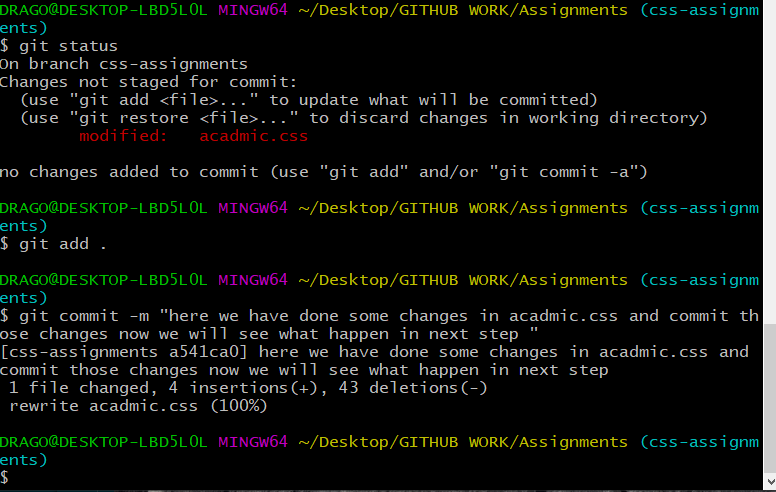 DRAGO@DESKTOP-LBD5L0L MINGW64 ~/Desktop/GITHUB WORK/Assignments (css-assignm
ents)
$ git status
On branch css-assignments
Changes not staged for commit:
  (use "git add <file>..." to update what will be committed)
  (use "git restore <file>..." to discard changes in working directory)
        modified:   acadmic.css

no changes added to commit (use "git add" and/or "git commit -a")

DRAGO@DESKTOP-LBD5L0L MINGW64 ~/Desktop/GITHUB WORK/Assignments (css-assignm
ents)
$ git add .

DRAGO@DESKTOP-LBD5L0L MINGW64 ~/Desktop/GITHUB WORK/Assignments (css-assignm
ents)
$ git commit -m "here we have done some changes in acadmic.css and commit th
ose changes now we will see what happen in next step "
[css-assignments a541ca0] here we have done some changes in acadmic.css and
commit those changes now we will see what happen in next step
 1 file changed, 4 insertions(+), 43 deletions(-)
 rewrite acadmic.css (100%)

DRAGO@DESKTOP-LBD5L0L MINGW64 ~/Desktop/GITHUB WORK/Assignments (css-assignm
ents)
$